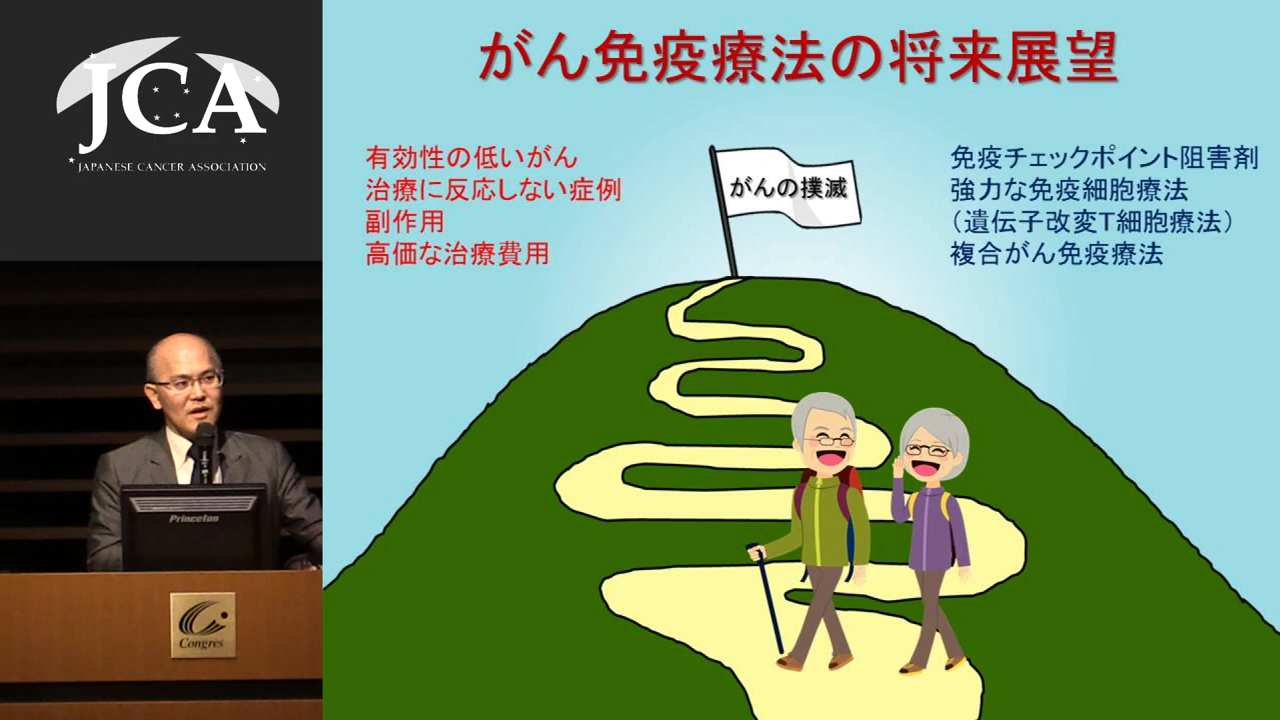 JCA
JAPANESE CANCER ASSOCIATION
がん免疫療法の将来展望
有効性の低いがん
治療に反応しない症例
副作用
高価な治療費用
がんの撲滅
免疫チェックポイント阻害剤
強力な免疫細胞療法
（遺伝子改変T細胞療法）
複合がん免疫療法
Princeton
Congres